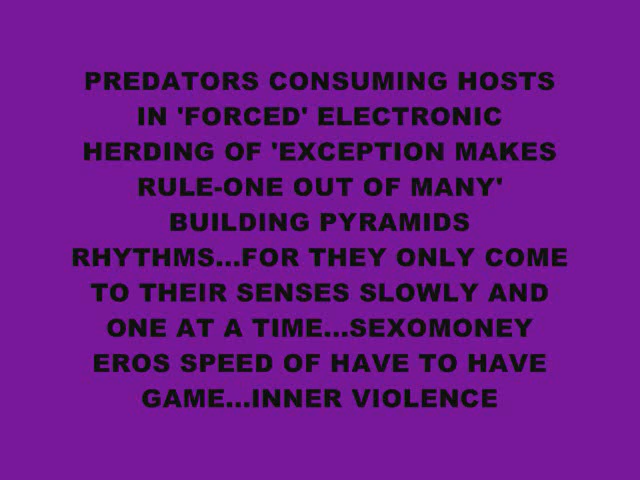 PREDATORS CONSUMING HOSTS
IN 'FORCED' ELECTRONIC
HERDING OF 'EXCEPTION MAKES
RULE-ONE OUT OF MANY'
BUILDING PYRAMIDS
RHYTHMS...FOR THEY ONLY COME
TO THEIR SENSES SLOWLY AND
ONE AT A TIME...SEXOMONEY
EROS SPEED OF HAVE TO HAVE
GAME...INNER VIOLENCE